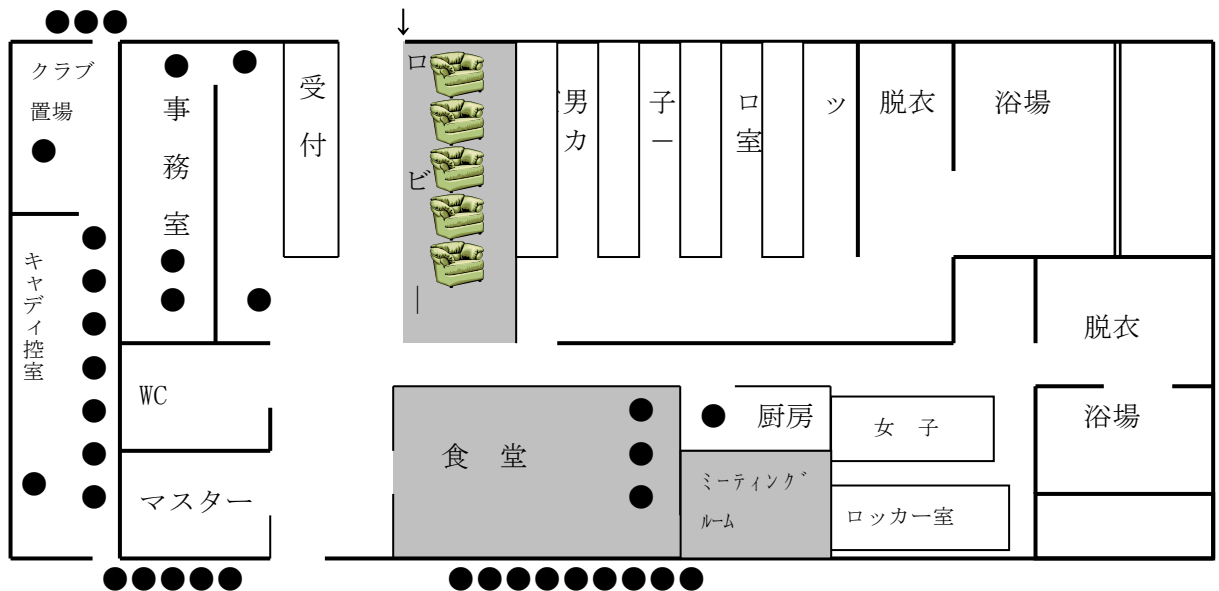 クラブ
置場
事務室
受付
ロビー
男子ロッ
カー室
脱衣
浴場
キャディ控室
脱衣
WC
浴場
食堂
厨房
女子
ミーティング
ルーム
マスター
ロッカー室